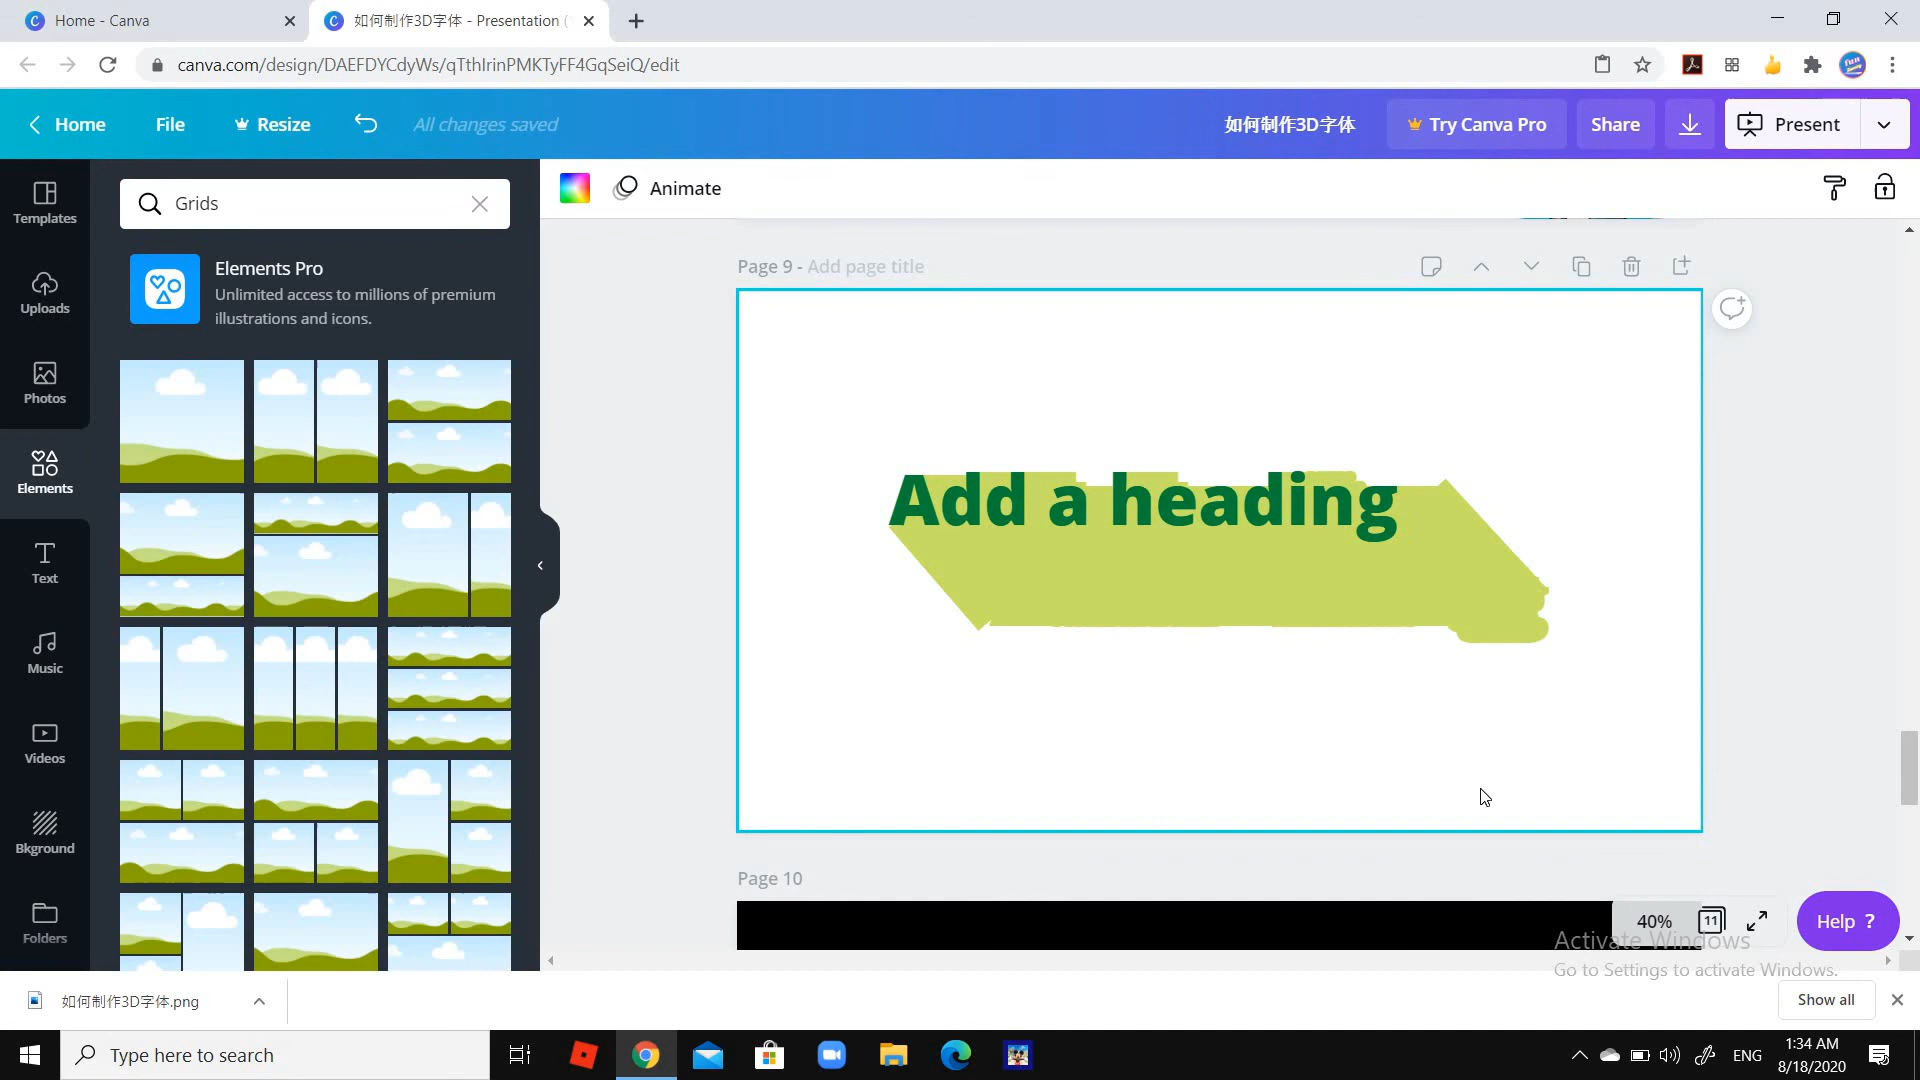 Home - Canva
如何制作3D字体 - Presentation (
canva.com/design/DAEFDYCdyWs/qTthIrinPMKTyFF4GqSeiQ/edit
Home
File
Resize
All changes saved
如何制作3D字体
Try Canva Pro
Share
Present
Templates
Uploads
Photos
Elements
Text
Music
Videos
Bkground
Folders
Grids
Elements Pro
Unlimited access to millions of premium
illustrations and icons.
Animate
Page 9 - Add page title
Add a heading
Page 10
40%
11
Help ?
Activate Windows
Go to Settings to activate Windows.
如何制作3D字体.png
Show all
Type here to search
ENG
1:34 AM
8/18/2020